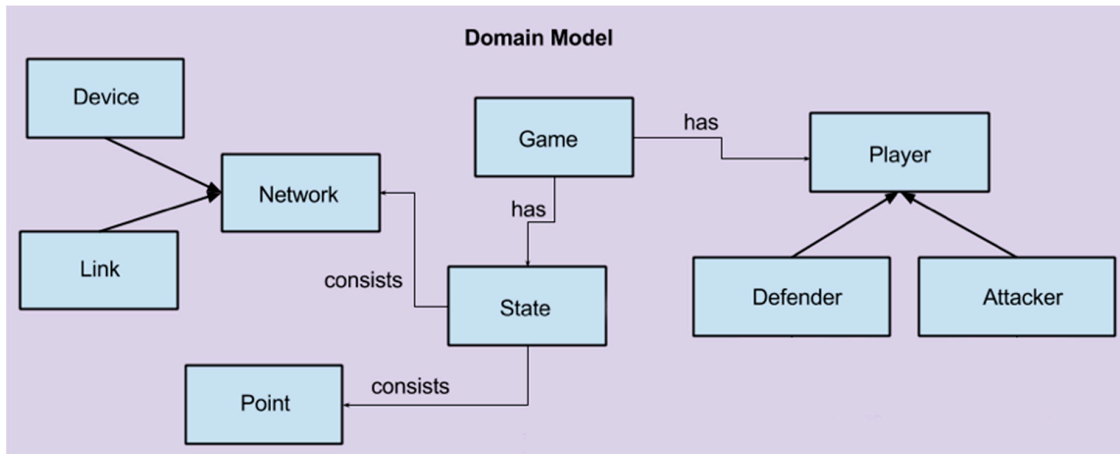 Domain Model
Device
Game
has
Player
Network
has
Link
consists
State
Defender
Attacker
consists
Point